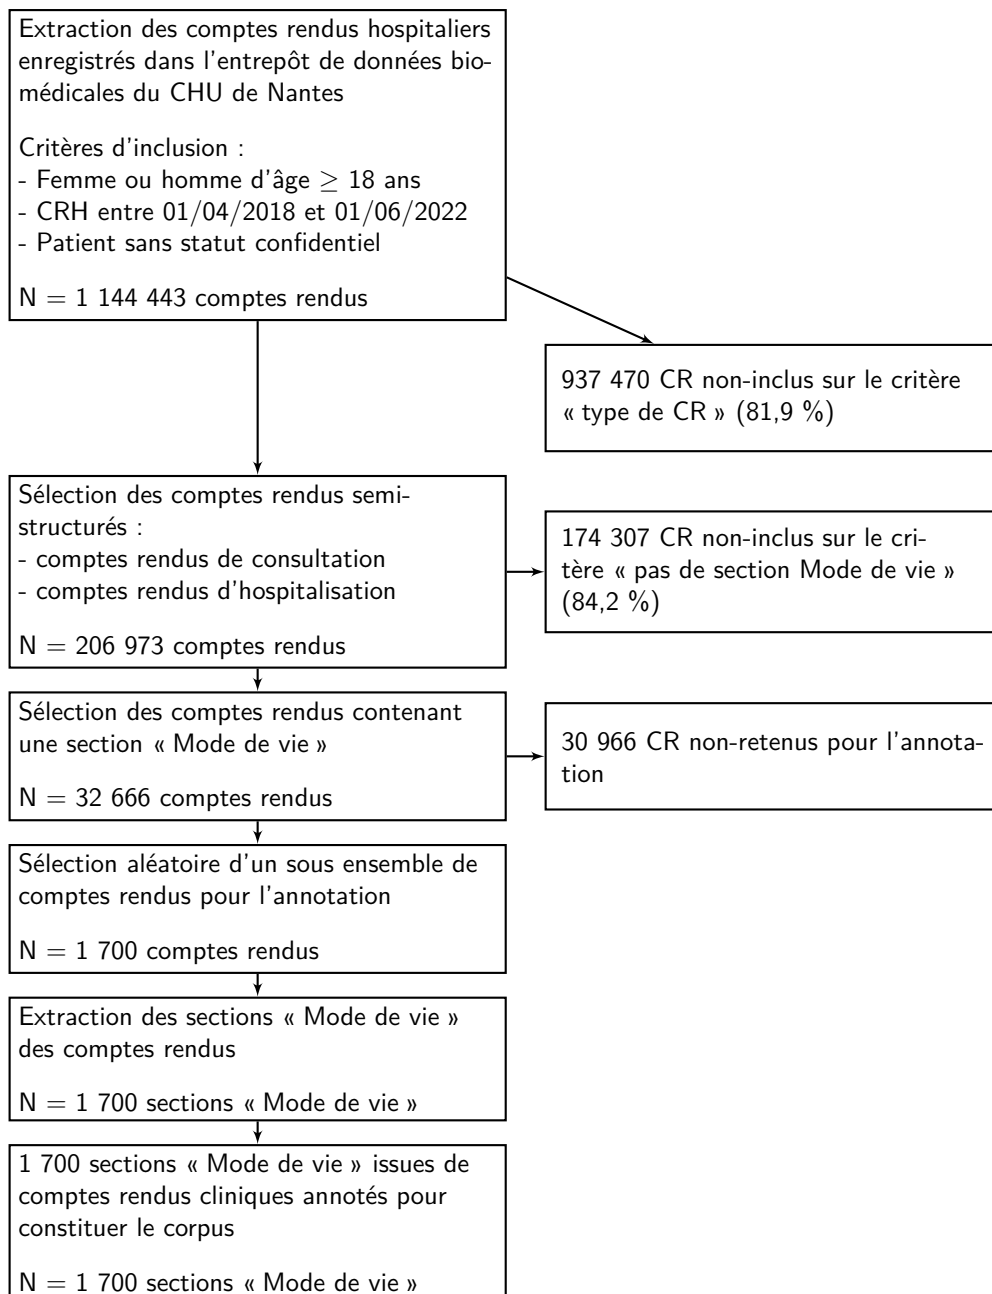 Extraction des comptes rendus hospitaliers
enregistrés dans l'entrepôt de données bio-
médicales du CHU de Nantes
Critères d'inclusion :
- Femme ou homme d'âge ≥ 18 ans
- CRH entre 01/04/2018 et 01/06/2022
- Patient sans statut confidentiel
N = 1 144 443 comptes rendus
937 470 CR non-inclus sur le critère
« type de CR » (81,9 %)
Sélection des comptes rendus semi-
structurés :
- comptes rendus de consultation
- comptes rendus d'hospitalisation
N = 206 973 comptes rendus
174 307 CR non-inclus sur le cri-
tère « pas de section Mode de vie »
(84,2 %)
Sélection des comptes rendus contenant
une section « Mode de vie »
N = 32 666 comptes rendus
30 966 CR non-retenus pour l'annota-
tion
Sélection aléatoire d'un sous ensemble de
comptes rendus pour l'annotation
N = 1 700 comptes rendus
Extraction des sections « Mode de vie »
des comptes rendus
N = 1 700 sections « Mode de vie »
1 700 sections « Mode de vie » issues de
comptes rendus cliniques annotés pour
constituer le corpus
N = 1 700 sections « Mode de vie »